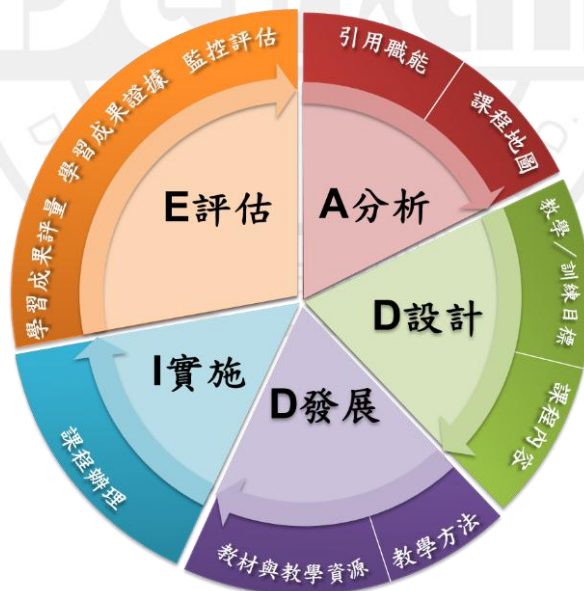 引用職能
課程地圖
A分析
教學/訓練目標
課程內容
D設計
教學方法
教材與教學資源
D發展
課程辦理
I實施
學習成果評量 學習成果證據 監控評估
E評估